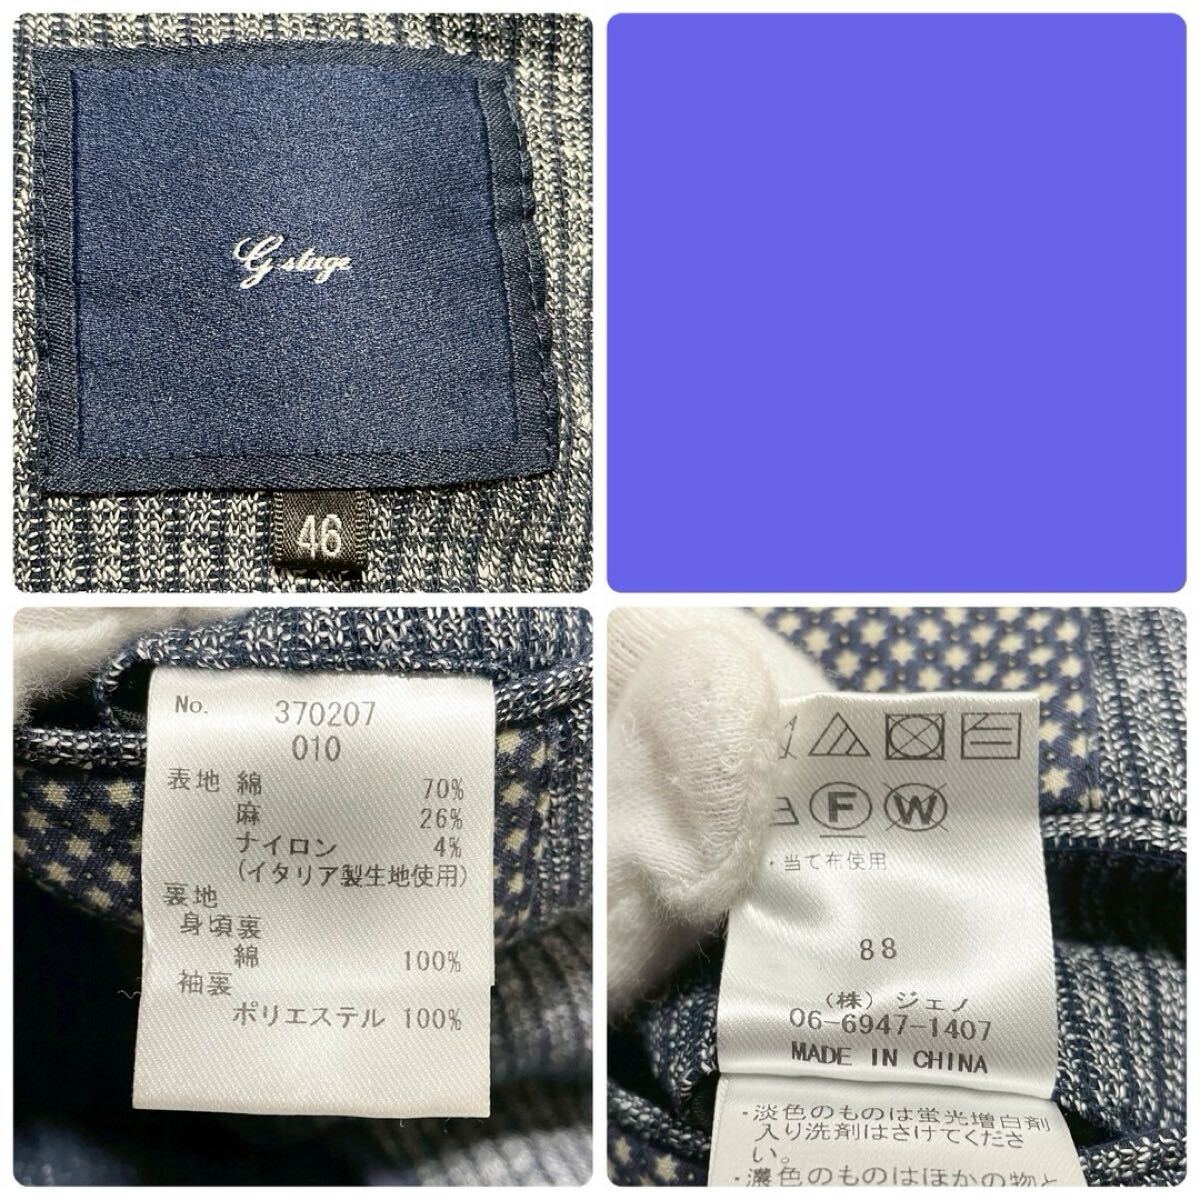 G-stage
46
No. 370207
010
表地 綿 70%
麻 26%
ナイロン 4%
(イタリア製生地使用)
裏地
身頃裏
綿 100%
袖裏
ポリエステル 100%
F W
・当て布使用
88
（株）ジェノ
06-6947-1407
MADE IN CHINA
・淡色のものは蛍光増白剤
入り洗剤はさけてくださ
い。
・濃色のものはほかの物と